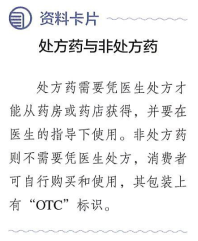 资料卡片
处方药与非处方药
处方药需要凭医生处方才
能从药房或药店获得，并要在
医生的指导下使用。非处方药
则不需要凭医生处方，消费者
可自行购买和使用，其包装上
有“OTC”标识。